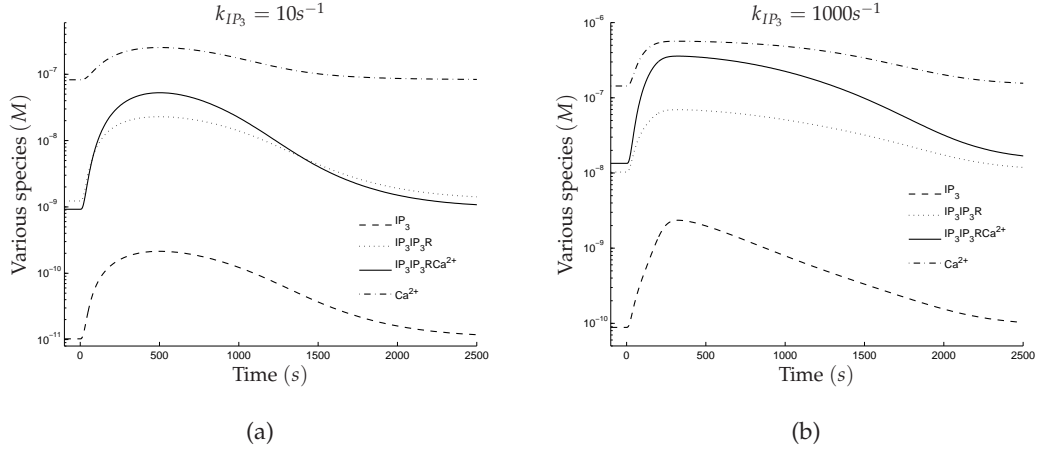 k_{IP_3} = 10s^{-1}
Various species (M)
10^{-7}
10^{-8}
10^{-9}
10^{-10}
10^{-11}
IP_3
IP_3IP_3R
IP_3IP_3RCa^{2+}
Ca^{2+}
0 500 1000 1500 2000 2500
Time (s)
(a)
k_{IP_3} = 1000s^{-1}
Various species (M)
10^{-6}
10^{-7}
10^{-8}
10^{-9}
10^{-10}
IP_3
IP_3IP_3R
IP_3IP_3RCa^{2+}
Ca^{2+}
0 500 1000 1500 2000 2500
Time (s)
(b)